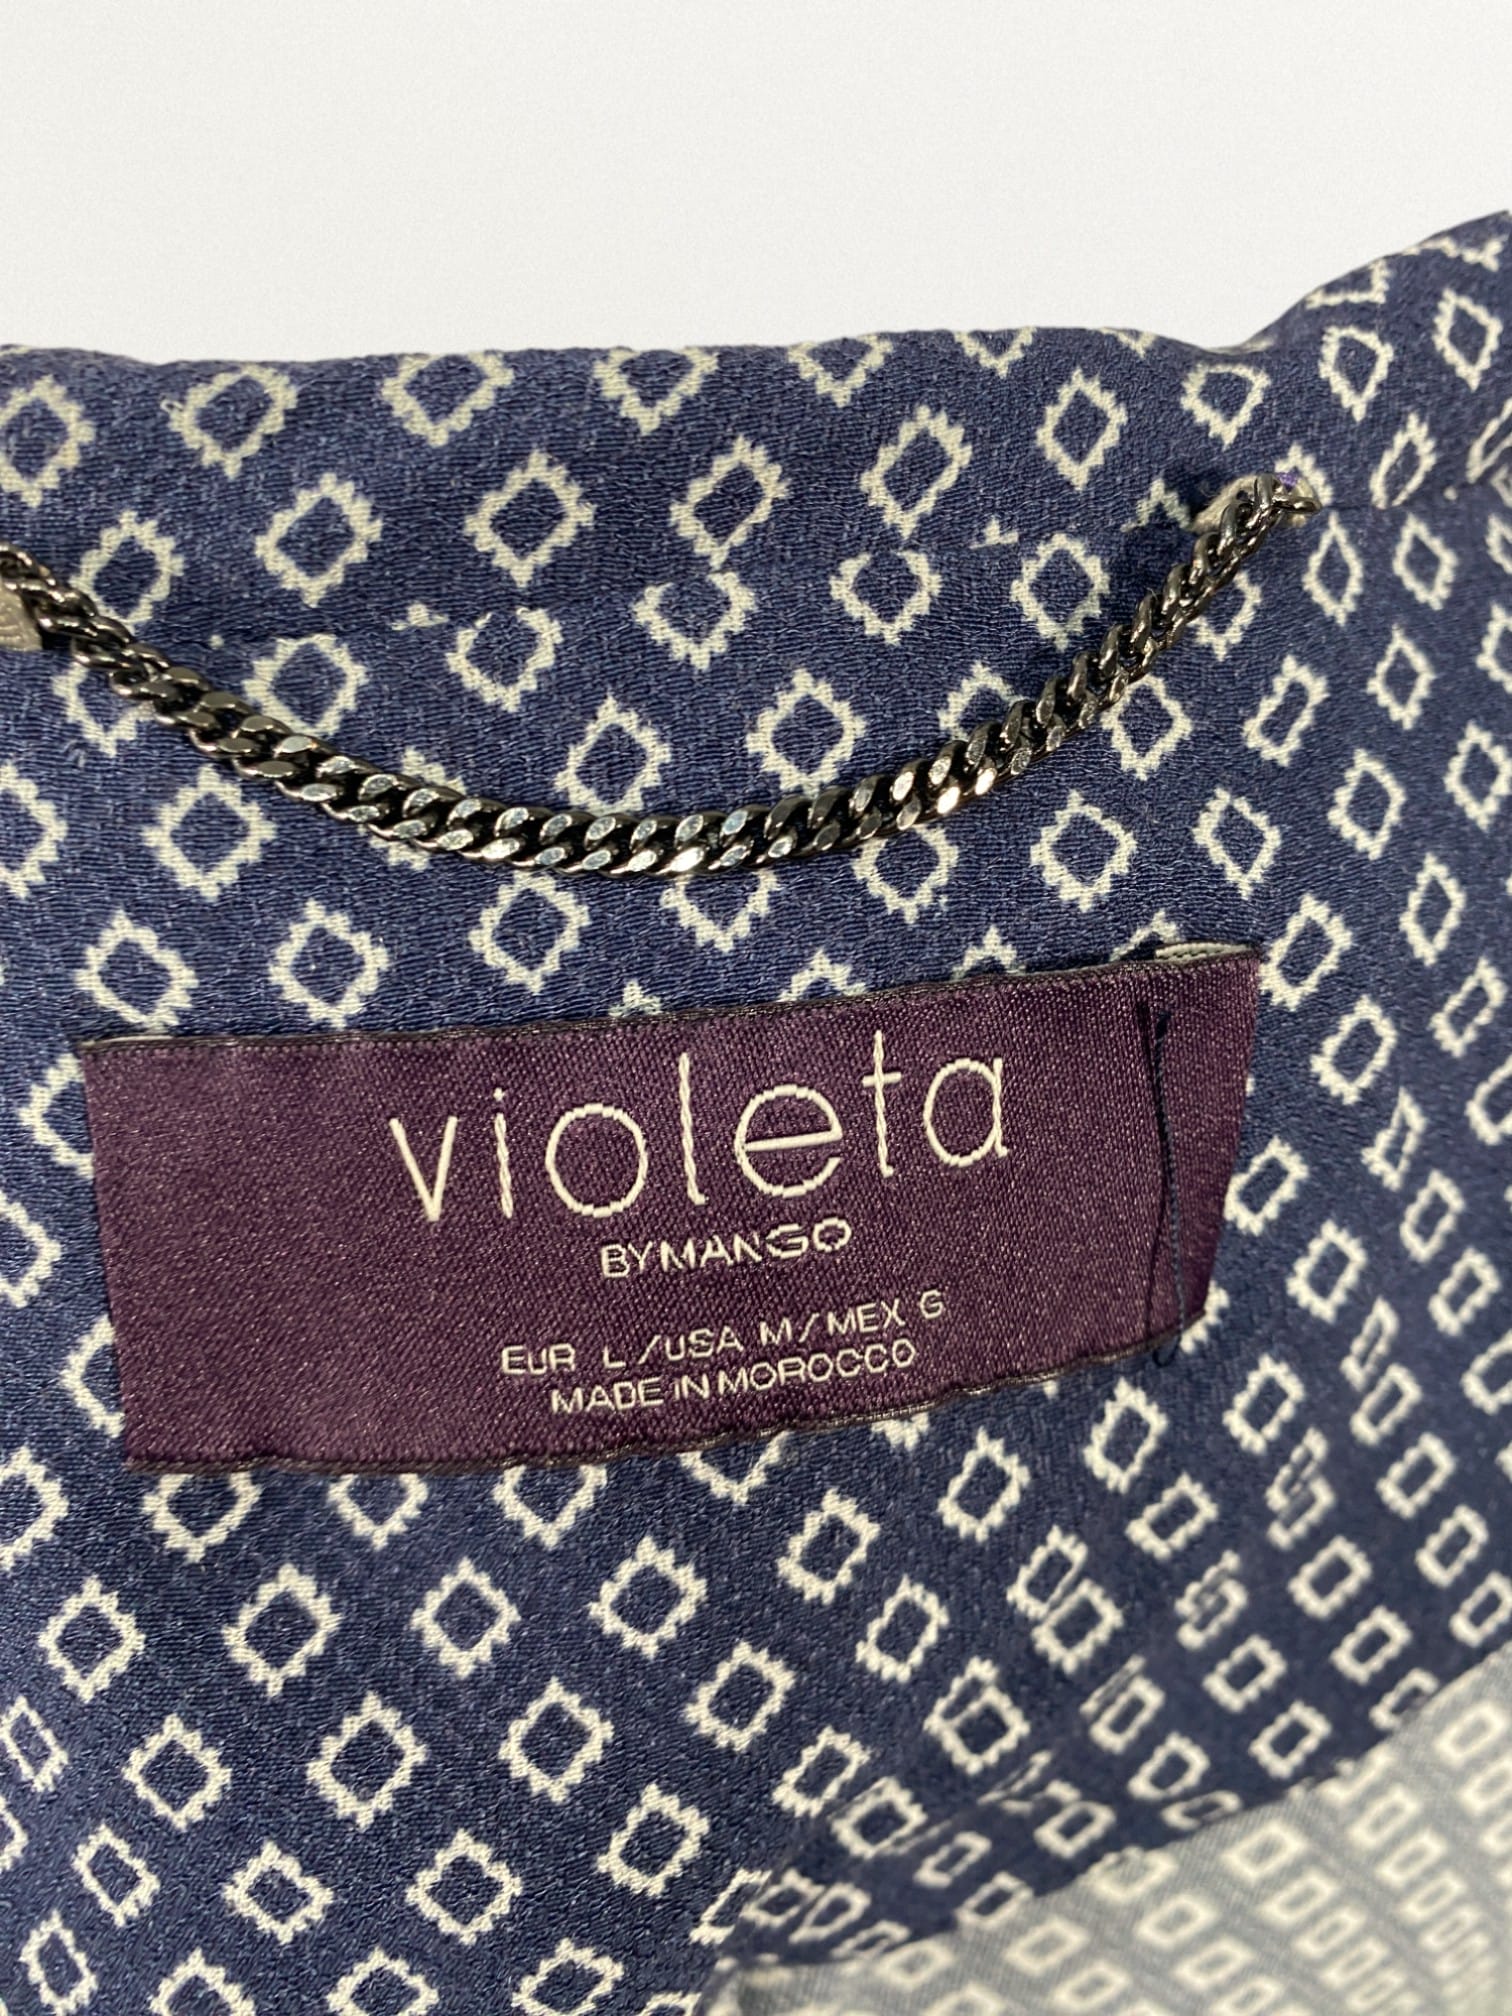 violeta
BY MANGO
EUR L/USA M/MEX G
MADE IN MOROCCO